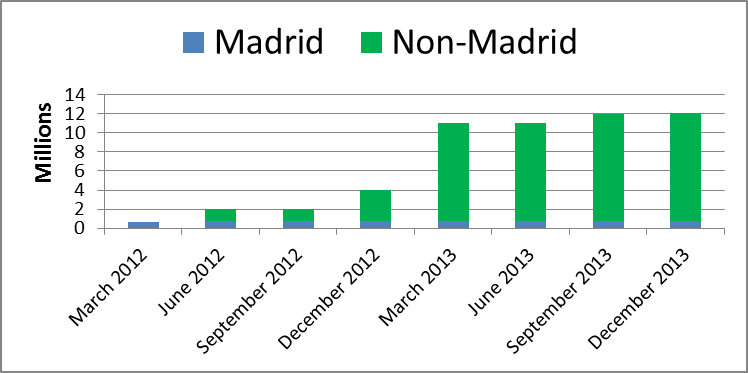 Madrid Non-Madrid
Millions
14
12
10
8
6
4
2
0
March 2012
June 2012
September 2012
December 2012
March 2013
June 2013
September 2013
December 2013